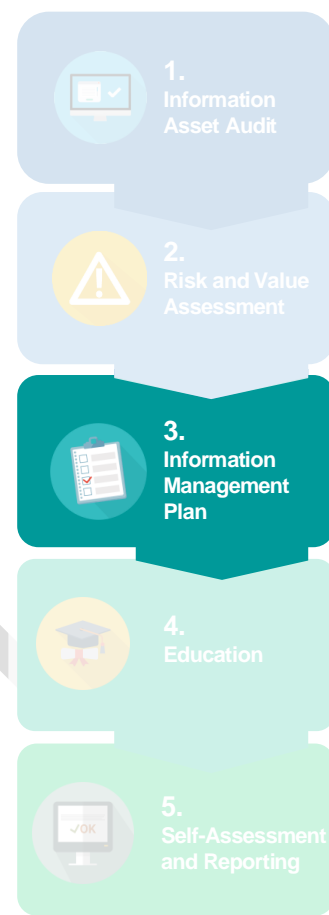 1.
Information
Asset Audit
2.
Risk and Value
Assessment
3.
Information
Management
Plan
4.
Education
✓OK
5.
Self-Assessment
and Reporting